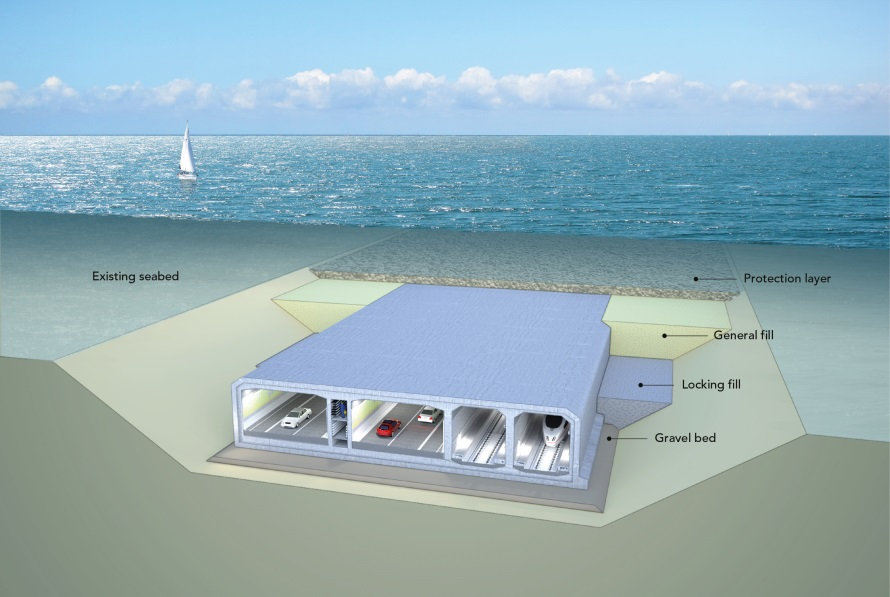 Existing seabed
Protection layer
General fill
Locking fill
Gravel bed